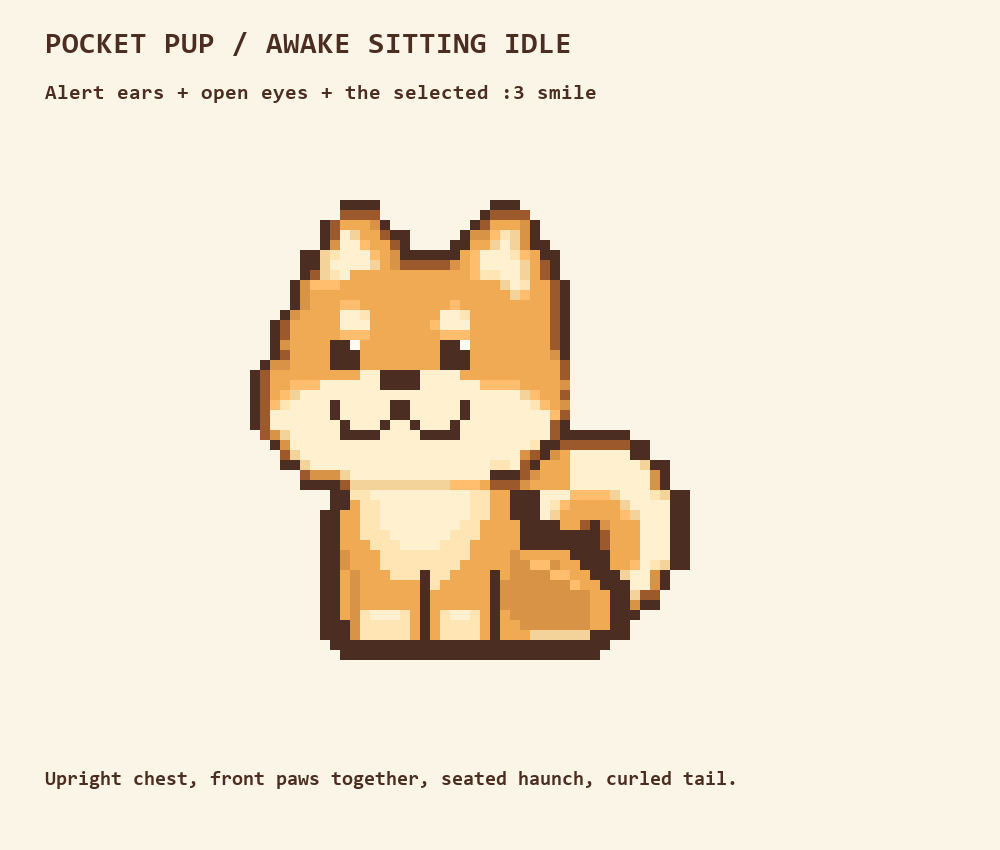 POCKET PUP / AWAKE SITTING IDLE
Alert ears + open eyes + the selected :3 smile
Upright chest, front paws together, seated haunch, curled tail.